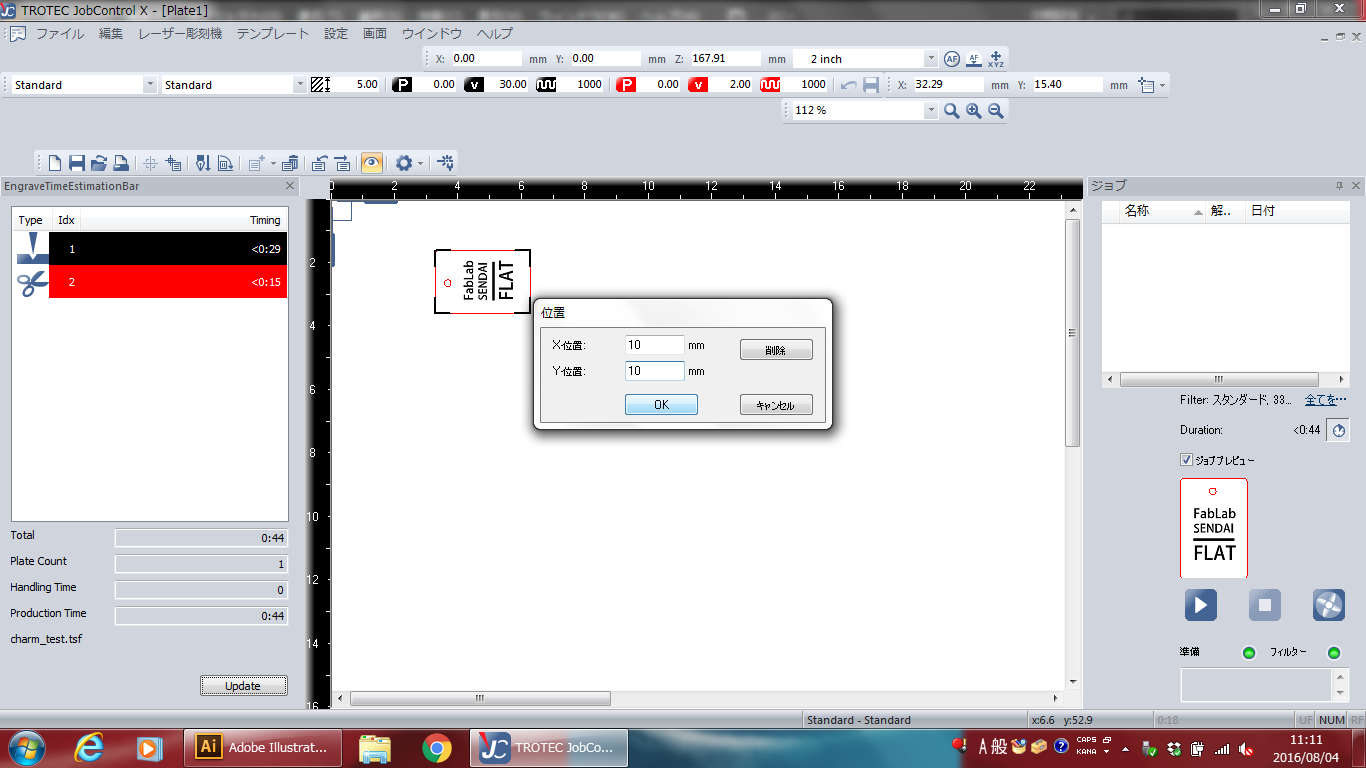 TROTEC JobControl X - [Plate1]
ファイル 編集 レーザー彫刻機 テンプレート 設定 画面 ウインドウ ヘルプ
X: 0.00 mm Y: 0.00 mm Z: 167.91 mm 2 inch AF AF XYZ
Standard Standard 5.00 P 0.00 v 30.00 1000 P 0.00 v 2.00 1000 X: 32.29 mm Y: 15.40 mm
112 %
EngraveTimeEstimationBar
Type Idx Timing
1 <0:29
2 <0:15
Total 0:44
Plate Count 1
Handling Time 0
Production Time 0:44
charm_test.tsf
Update
0 2 4 6 8 10 12 14 16 18 20 22
2
4
6
8
10
12
14
16
FabLab
SENDAI
FLAT
位置
X位置: 10 mm 削除
Y位置: 10 mm
OK キャンセル
ジョブ
名称 解.. 日付
Filter: スタンダード, 33... 全てを...
Duration: <0:44
ジョブプレビュー
FabLab
SENDAI
FLAT
準備 フィルター
Standard - Standard x:6.6 y:52.9 0:18 UF NUM RF
Ai Adobe Illustrat... JC TROTEC JobCo... A 般 CAPS KANA 11:11
2016/08/04